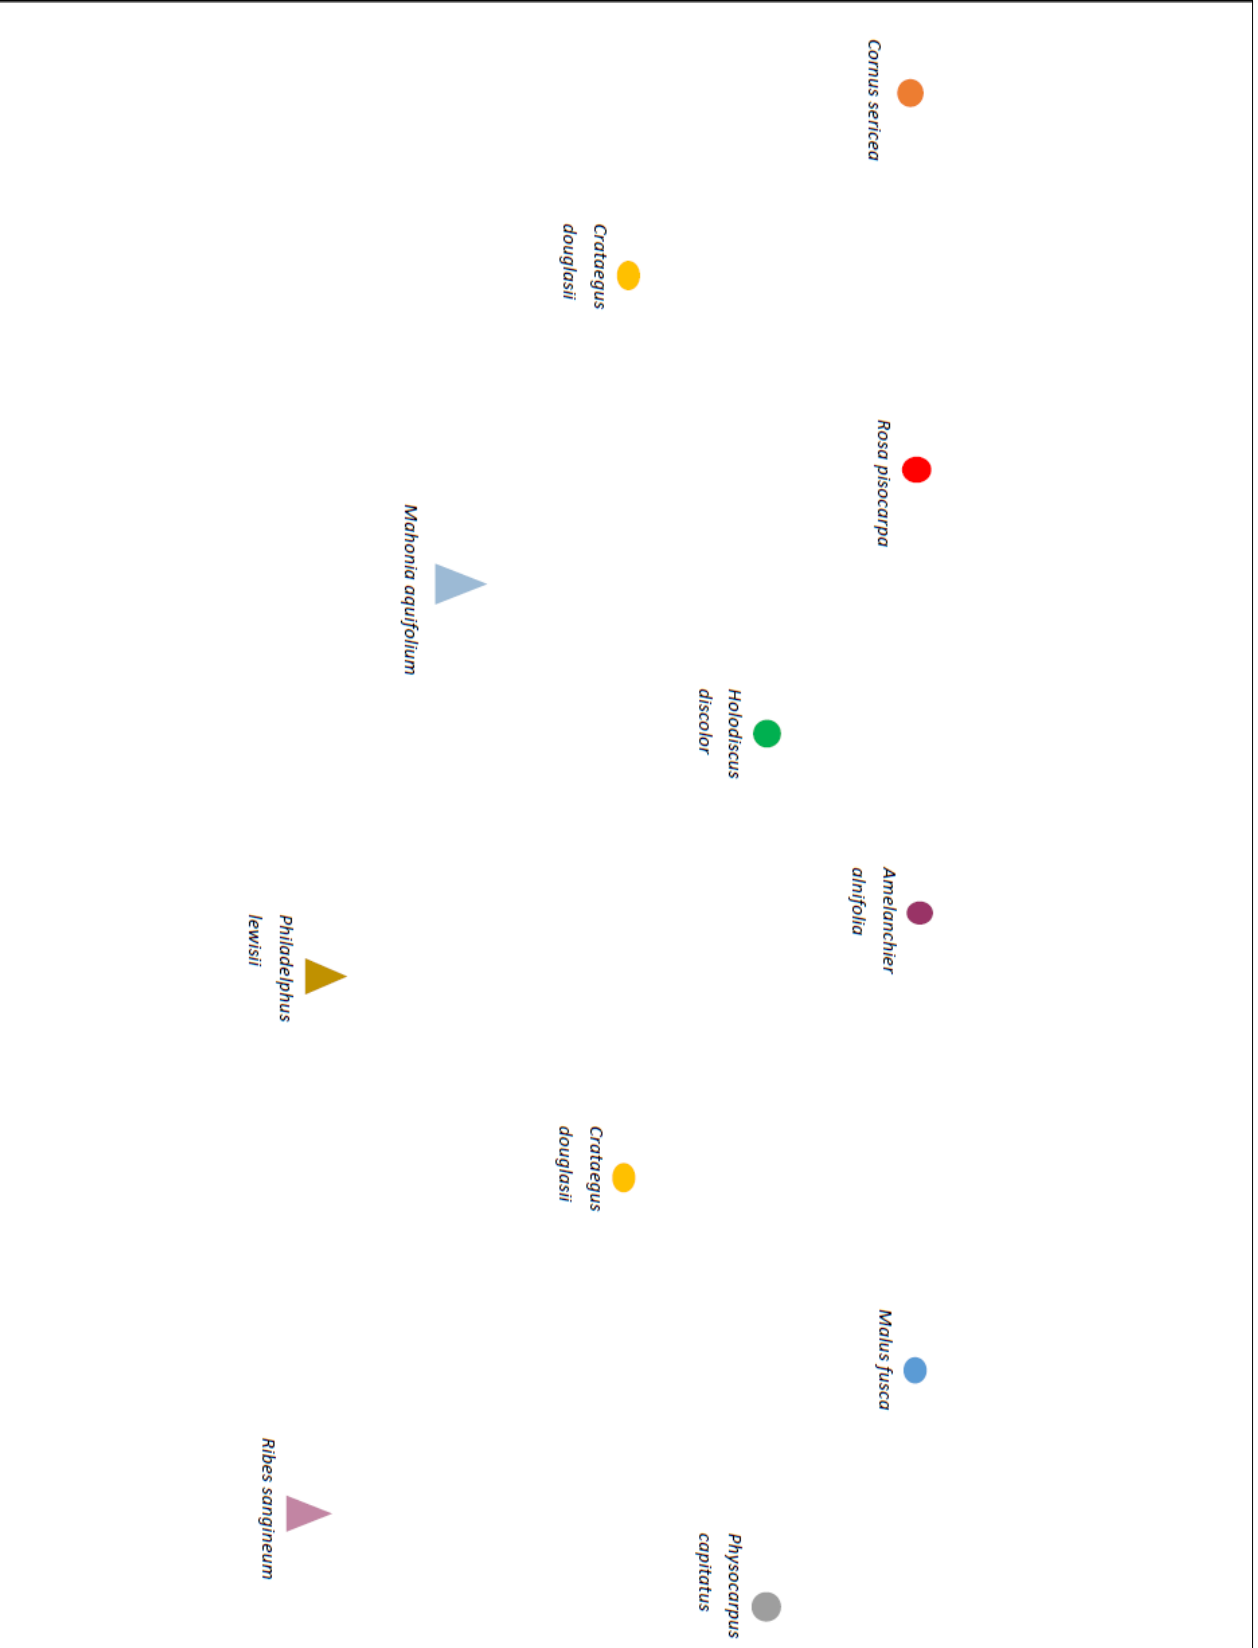 Cornus sericea
Rosa pisocarpa
Amelanchier
alnifolia
Malus fusca
Holodiscus
discolor
Physocarpus
capitatus
Crataegus
douglasii
Crataegus
douglasii
Mahonia aquifolium
Philadelphus
lewisii
Ribes sangineum